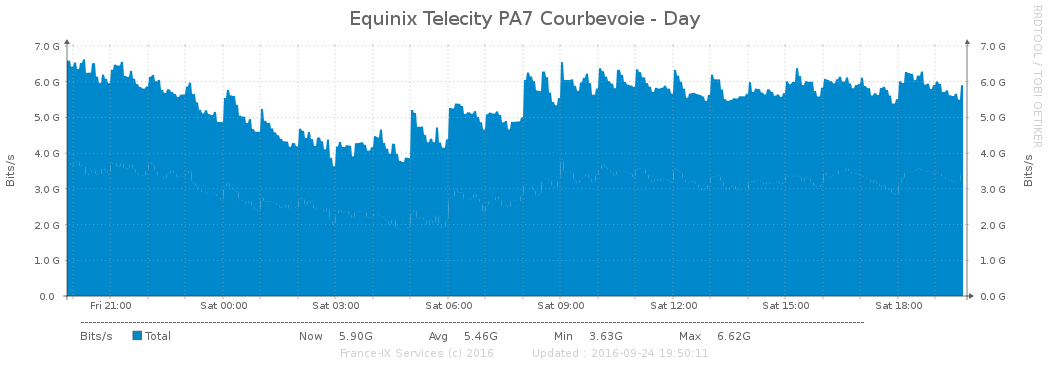 Equinix Telecity PA7 Courbevoie - Day
RRDTOOL / TOBI OETIKER
7.0 G 7.0 G
6.0 G 6.0 G
5.0 G 5.0 G
4.0 G 4.0 G
3.0 G 3.0 G
2.0 G 2.0 G
1.0 G 1.0 G
0.0 0.0 G
Bits/s
Bits/s
Fri 21:00 Sat 00:00 Sat 03:00 Sat 06:00 Sat 09:00 Sat 12:00 Sat 15:00 Sat 18:00
Bits/s Total Now 5.90G Avg 5.46G Min 3.63G Max 6.62G
France-IX Services (c) 2016 Updated : 2016-09-24 19:50:11